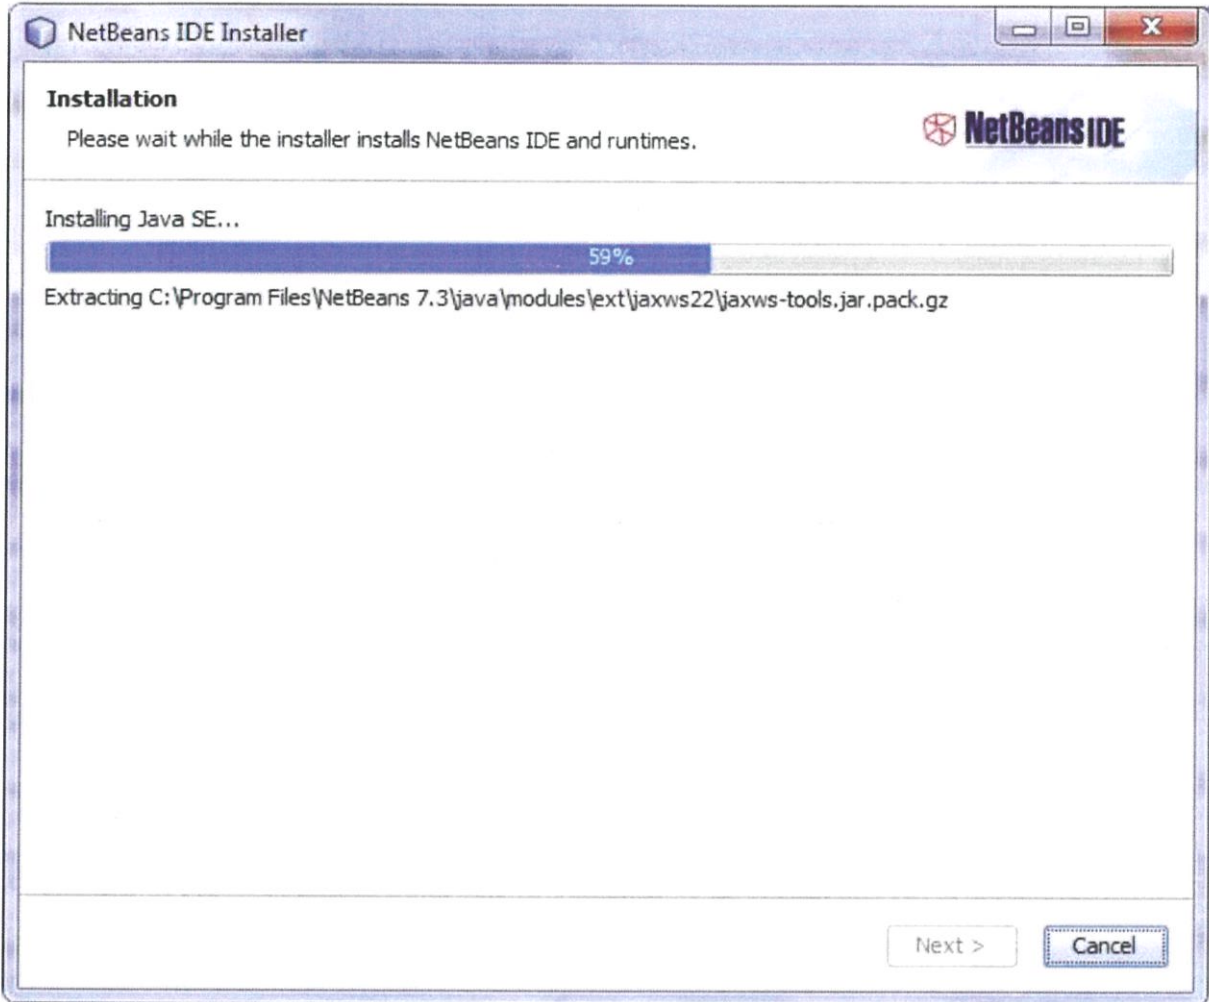 NetBeans IDE Installer
Installation
Please wait while the installer installs NetBeans IDE and runtimes.
NetBeans IDE
Installing Java SE...
59%
Extracting C:\Program Files\NetBeans 7.3\java\modules\ext\jaxws22\jaxws-tools.jar.pack.gz
Next >
Cancel